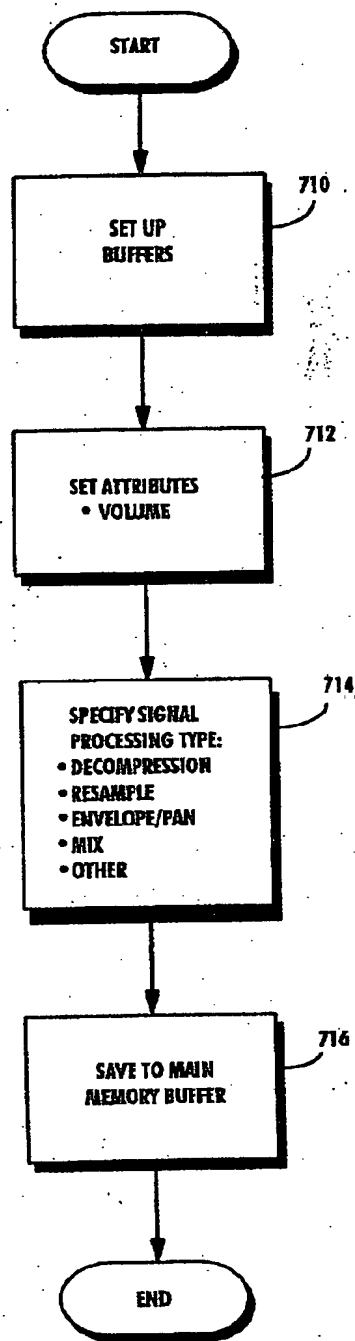 START
710
SET UP
BUFFERS
712
SET ATTRIBUTES
• VOLUME
714
SPECIFY SIGNAL
PROCESSING TYPE:
• DECOMPRESSION
• RESAMPLE
• ENVELOPE/PAN
• MIX
• OTHER
716
SAVE TO MAIN
MEMORY BUFFER
END